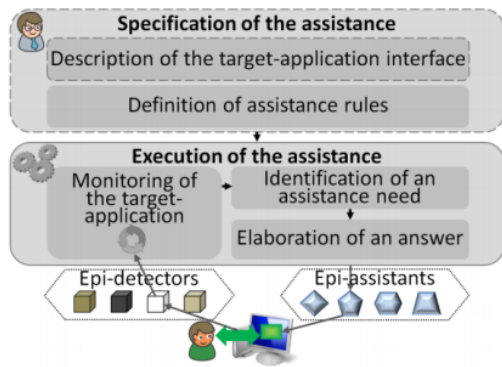 Specification of the assistance
Description of the target-application interface
Definition of assistance rules
Execution of the assistance
Monitoring of
the target-
application
Identification of an
assistance need
Elaboration of an answer
Epi-detectors
Epi-assistants